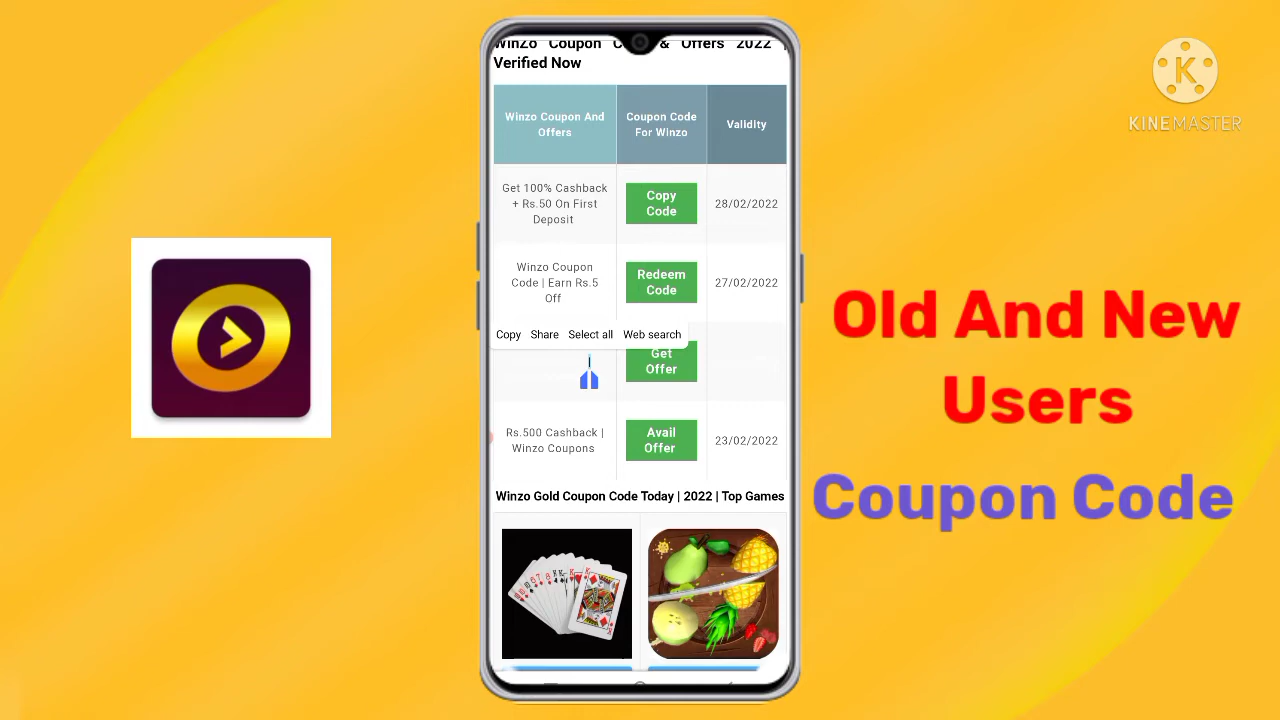 Winzo Coupon & Offers 2022
Verified Now
Winzo Coupon And
Offers
Coupon Code
For Winzo
Validity
Get 100% Cashback
+ Rs.50 On First
Deposit
Copy
Code
28/02/2022
Winzo Coupon
Code | Earn Rs.5
Off
Redeem
Code
27/02/2022
Copy Share Select all Web search
Get
Offer
Rs.500 Cashback |
Winzo Coupons
Avail
Offer
23/02/2022
Winzo Gold Coupon Code Today | 2022 | Top Games
K
KINEMASTER
Old And New
Users
Coupon Code